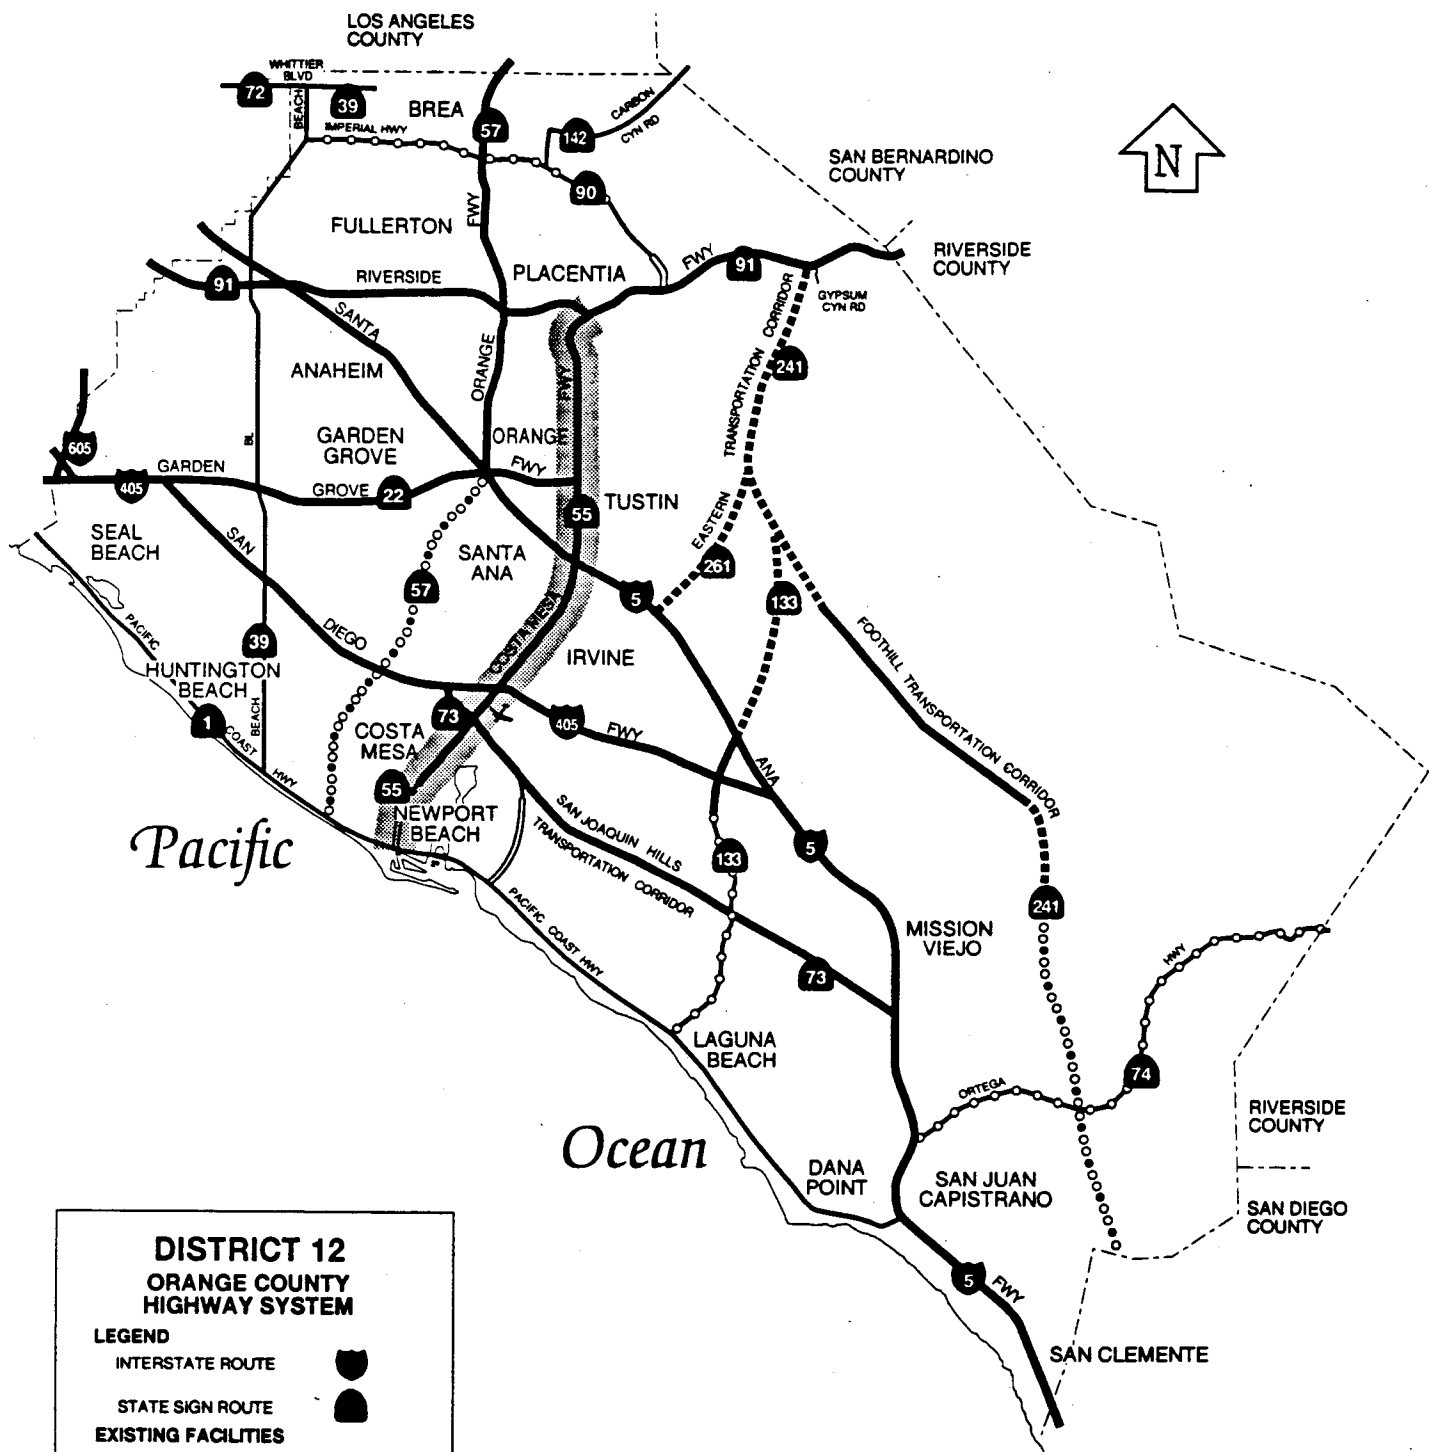 LOS ANGELES
COUNTY
WHITTIER
BLVD
72
39
BEACH
BREA
57
CARBON
CYN RD
142
IMPERIAL HWY
90
SAN BERNARDINO
COUNTY
N
FULLERTON
FWY
RIVERSIDE
COUNTY
PLACENTIA
FWY
91
91
RIVERSIDE
GYPSUM
CYN RD
SANTA
ORANGE
FWY
TRANSPORTATION CORRIDOR
241
ANAHEIM
GARDEN
GROVE
ORANGE
BL
605
GARDEN
405
GROVE
22
FWY
55
TUSTIN
EASTERN
SEAL
BEACH
SAN
SANTA
ANA
57
261
5
133
PACIFIC
39
DIEGO
COSTA MESA
IRVINE
FOOTHILL TRANSPORTATION CORRIDOR
HUNTINGTON
BEACH
1
COAST
BEACH
HWY
73
405
FWY
COSTA
MESA
ANA
55
NEWPORT
BEACH
SAN JOAQUIN HILLS
TRANSPORTATION CORRIDOR
Pacific
133
5
PACIFIC COAST HWY
241
MISSION
VIEJO
HWY
73
LAGUNA
BEACH
74
ORTEGA
RIVERSIDE
COUNTY
Ocean
DANA
POINT
SAN JUAN
CAPISTRANO
SAN DIEGO
COUNTY
5
FWY
SAN CLEMENTE
DISTRICT 12
ORANGE COUNTY
HIGHWAY SYSTEM
LEGEND
INTERSTATE ROUTE
STATE SIGN ROUTE
EXISTING FACILITIES